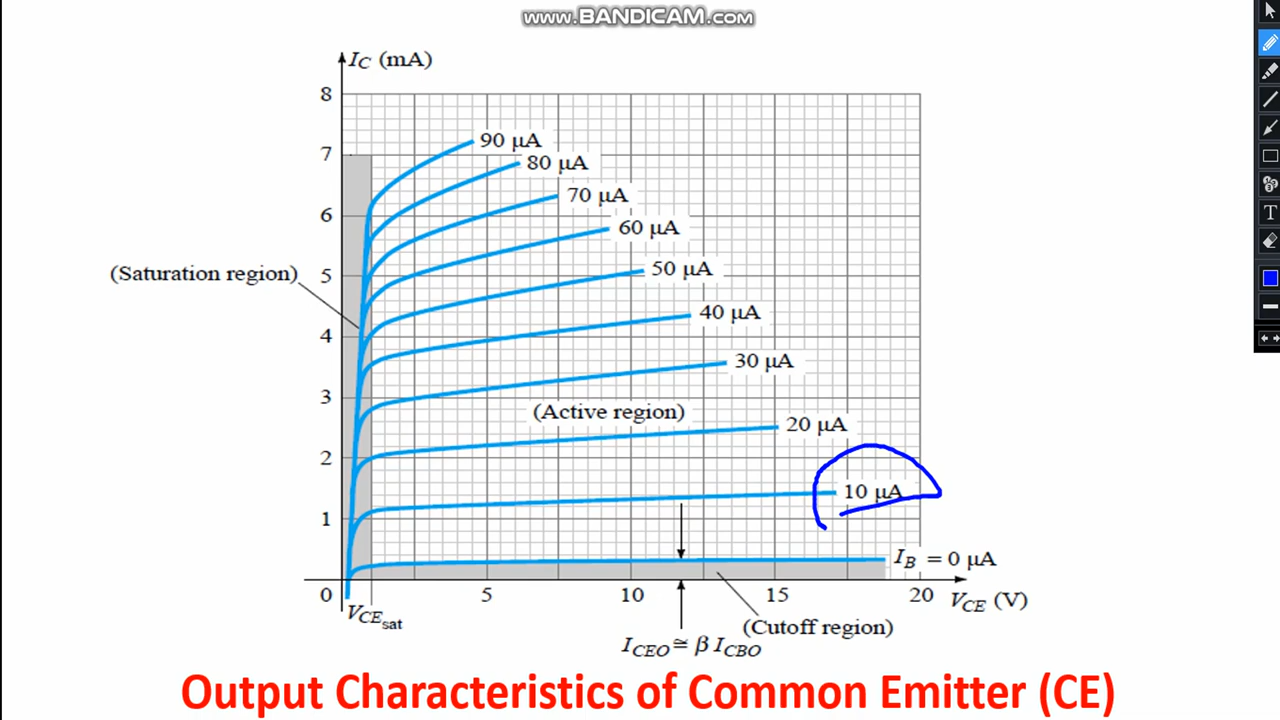 www.BANDICAM.com
I_C (mA)
8
90 μA
7
80 μA
70 μA
6
60 μA
(Saturation region)
5
50 μA
40 μA
4
30 μA
3
(Active region)
20 μA
2
10 μA
1
I_B = 0 μA
0
5
10
15
20
V_CE (V)
V_CEsat
(Cutoff region)
I_CEO ≅ β I_CBO
Output Characteristics of Common Emitter (CE)
T